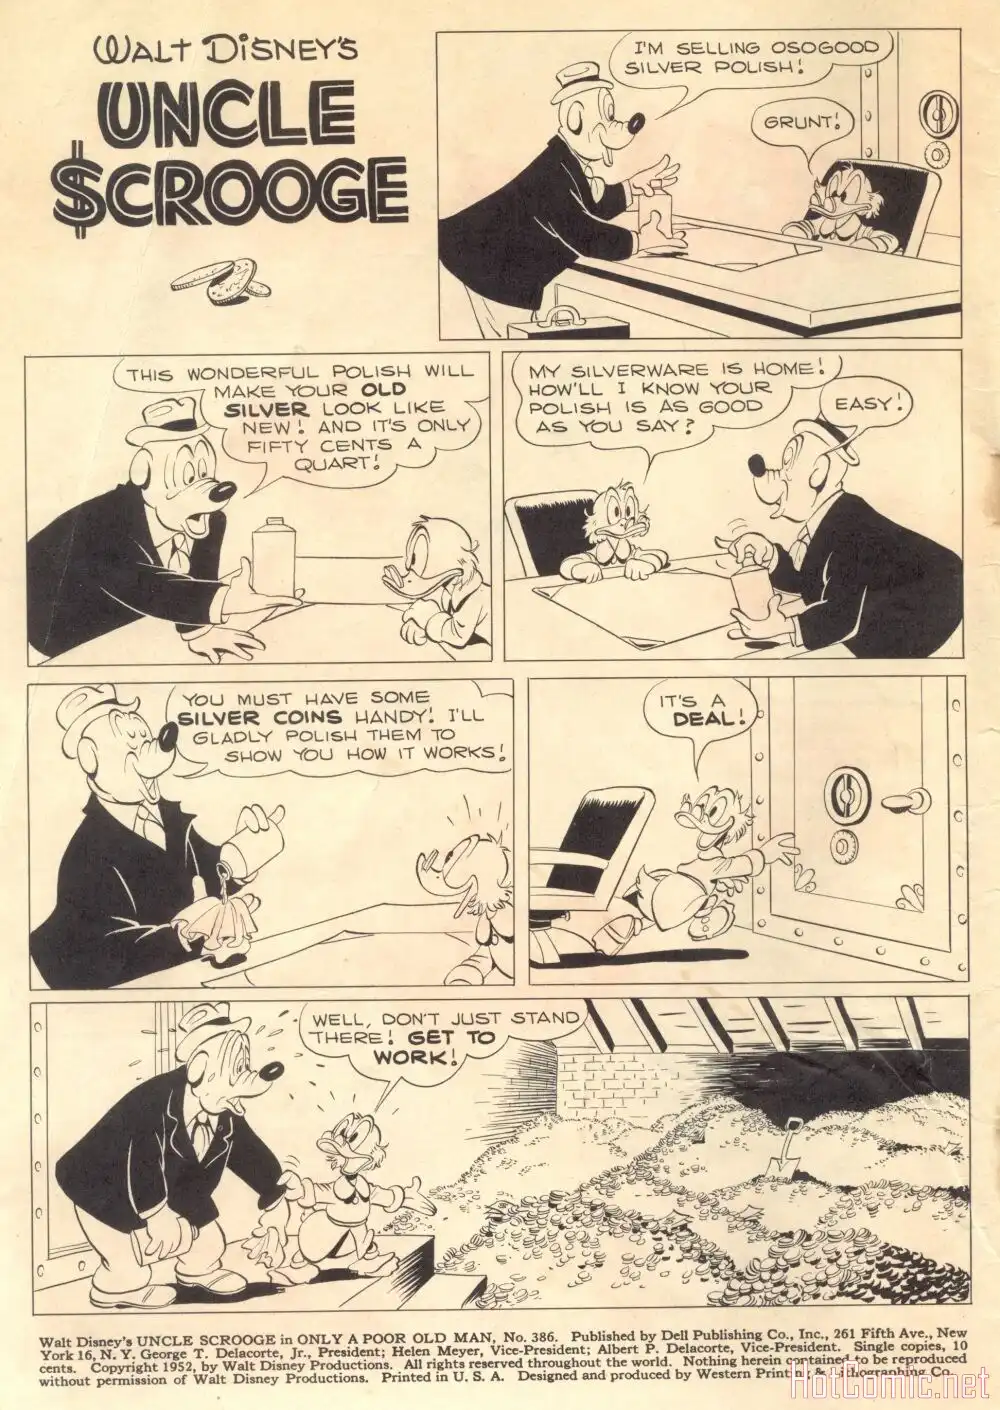 WALT DISNEY'S
UNCLE
$CROOGE
I'M SELLING OSOGOOD
SILVER POLISH!
GRUNT!
THIS WONDERFUL POLISH WILL
MAKE YOUR OLD
SILVER LOOK LIKE
NEW! AND IT'S ONLY
FIFTY CENTS A
QUART!
MY SILVERWARE IS HOME!
HOW'LL I KNOW YOUR
POLISH IS AS GOOD
AS YOU SAY?
EASY!
YOU MUST HAVE SOME
SILVER COINS HANDY! I'LL
GLADLY POLISH THEM TO
SHOW YOU HOW IT WORKS!
IT'S A
DEAL!
WELL, DON'T JUST STAND
THERE! GET TO
WORK!
Walt Disney's UNCLE SCROOGE in ONLY A POOR OLD MAN, No. 386. Published by Dell Publishing Co., Inc., 261 Fifth Ave., New
York 16, N. Y. George T. Delacorte, Jr., President; Helen Meyer, Vice-President; Albert P. Delacorte, Vice-President. Single copies, 10
cents. Copyright 1952, by Walt Disney Productions. All rights reserved throughout the world. Nothing herein contained to be reproduced
without permission of Walt Disney Productions. Printed in U. S. A. Designed and produced by Western Printing & Lithographing Co.
HotComic.net